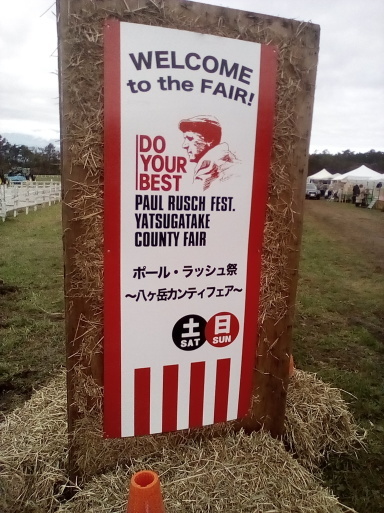 WELCOME
to the FAIR!
DO
YOUR
BEST
PAUL RUSCH FEST.
YATSUGATAKE
COUNTY FAIR
ポール・ラッシュ祭
〜八ヶ岳カンティフェア〜
土 日
SAT SUN